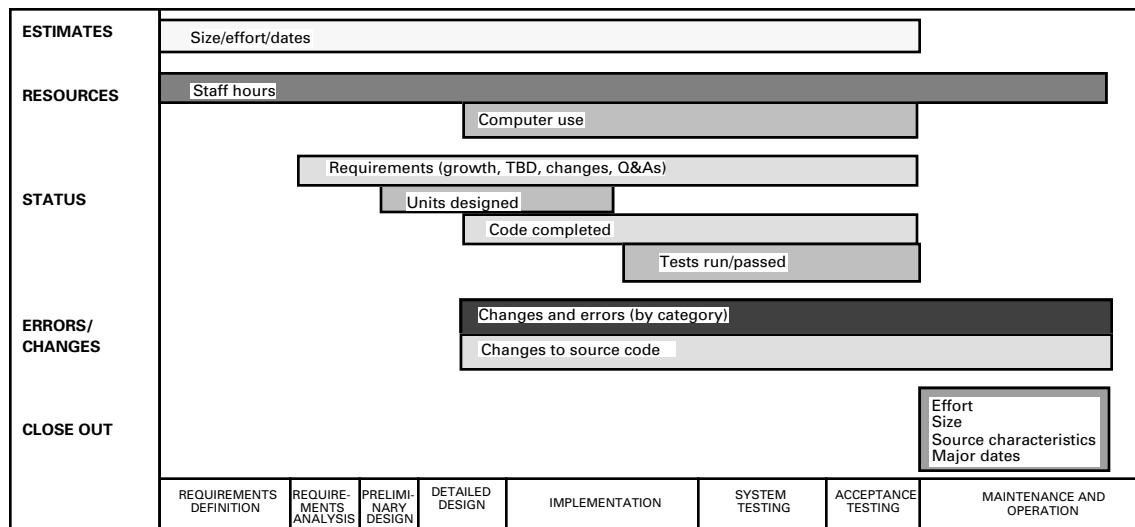 ESTIMATES
Size/effort/dates
RESOURCES
Staff hours
Computer use
STATUS
Requirements (growth, TBD, changes, Q&As)
Units designed
Code completed
Tests run/passed
ERRORS/
CHANGES
Changes and errors (by category)
Changes to source code
CLOSE OUT
Effort
Size
Source characteristics
Major dates
REQUIREMENTS
DEFINITION
REQUIRE-
MENTS
ANALYSIS
PRELIMI-
NARY
DESIGN
DETAILED
DESIGN
IMPLEMENTATION
SYSTEM
TESTING
ACCEPTANCE
TESTING
MAINTENANCE AND
OPERATION